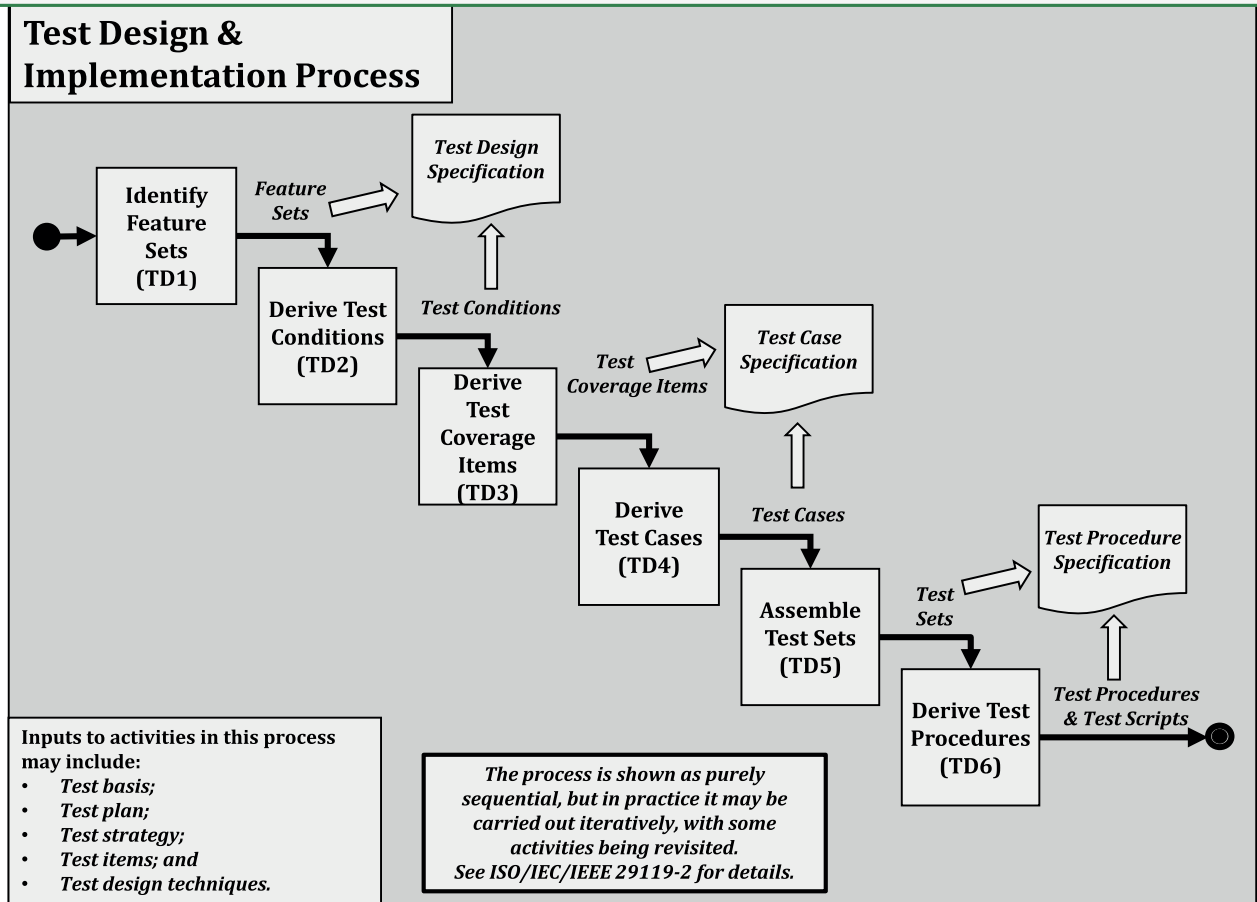 Test Design &
Implementation Process
Test Design
Specification
Identify
Feature
Sets
(TD1)
Feature
Sets
Derive Test
Conditions
(TD2)
Test Conditions
Test Case
Specification
Derive
Test
Coverage
Items
(TD3)
Test
Coverage Items
Derive
Test Cases
(TD4)
Test Cases
Test Procedure
Specification
Assemble
Test Sets
(TD5)
Test
Sets
Derive Test
Procedures
(TD6)
Test Procedures
& Test Scripts
Inputs to activities in this process
may include:
• Test basis;
• Test plan;
• Test strategy;
• Test items; and
• Test design techniques.
The process is shown as purely
sequential, but in practice it may be
carried out iteratively, with some
activities being revisited.
See ISO/IEC/IEEE 29119-2 for details.